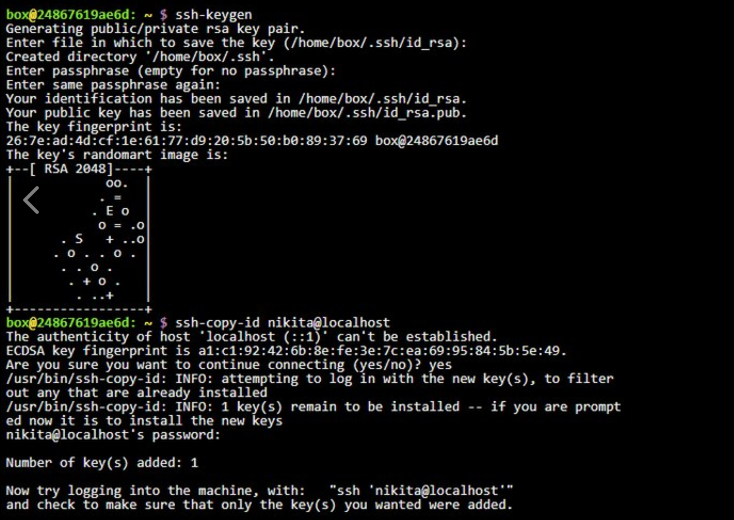 box@24867619ae6d: ~ $ ssh-keygen
Generating public/private rsa key pair.
Enter file in which to save the key (/home/box/.ssh/id_rsa):
Created directory '/home/box/.ssh'.
Enter passphrase (empty for no passphrase):
Enter same passphrase again:
Your identification has been saved in /home/box/.ssh/id_rsa.
Your public key has been saved in /home/box/.ssh/id_rsa.pub.
The key fingerprint is:
26:7e:ad:4d:cf:1e:61:77:d9:20:5b:50:b0:89:37:69 box@24867619ae6d
The key's randomart image is:
+--[ RSA 2048]----+
|            oo.  |
|           . =   |
|          . E o  |
|           o = .o|
|      . S   + ..o|
|     . o . . o . |
|      . . o .    |
|       . + o .   |
|        . ..+    |
+-----------------+
box@24867619ae6d: ~ $ ssh-copy-id nikita@localhost
The authenticity of host 'localhost (::1)' can't be established.
ECDSA key fingerprint is a1:c1:92:42:6b:8e:fe:3e:7c:ea:69:95:84:5b:5e:49.
Are you sure you want to continue connecting (yes/no)? yes
/usr/bin/ssh-copy-id: INFO: attempting to log in with the new key(s), to filter
out any that are already installed
/usr/bin/ssh-copy-id: INFO: 1 key(s) remain to be installed -- if you are prompt
ed now it is to install the new keys
nikita@localhost's password:

Number of key(s) added: 1

Now try logging into the machine, with:   "ssh 'nikita@localhost'"
and check to make sure that only the key(s) you wanted were added.